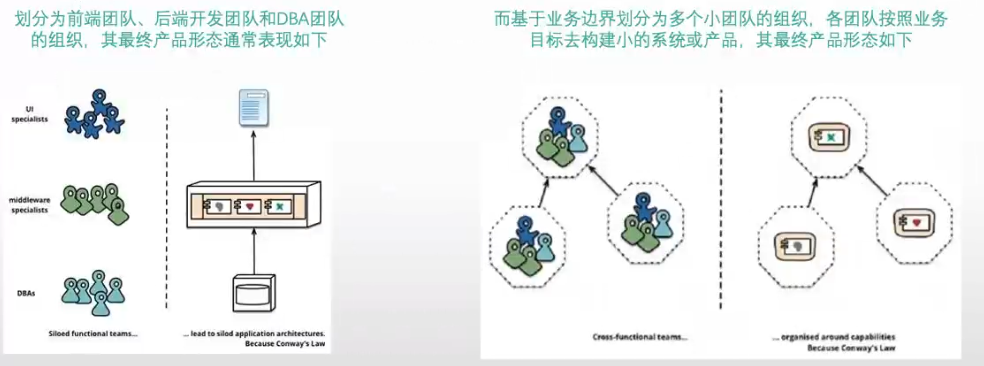 划分为前端团队、后端开发团队和DBA团队
的组织，其最终产品形态通常表现如下
UI
specialists
middleware
specialists
DBAs
Siloed functional teams...
... lead to silod application architectures.
Because Conway's Law
而基于业务边界划分为多个小团队的组织，各团队按照业务
目标去构建小的系统或产品，其最终产品形态如下
Cross-functional teams...
... organised around capabilities
Because Conway's Law